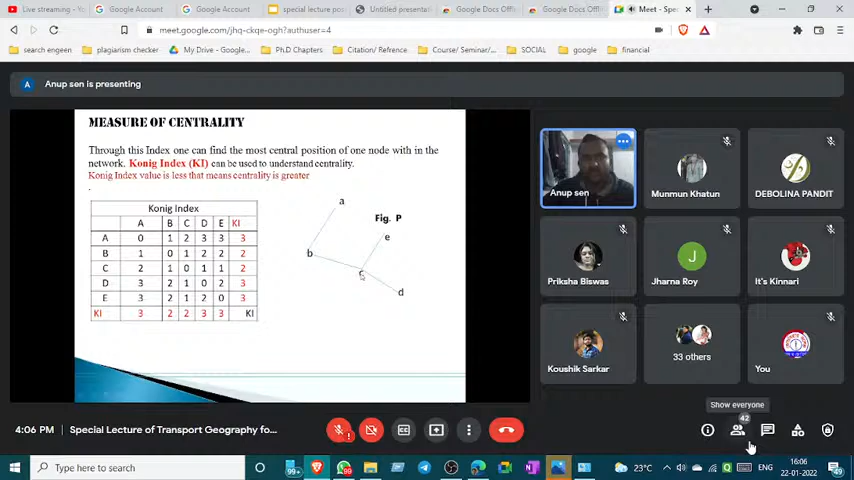 Live streaming -
Google Account
Google Account
special lecture pos
Untitled presentati
Google Docs Offli
Google Docs Offli
Meet - Spe
meet.google.com/jhq-ckqe-ogh?authuser=4
search engeen
plagiatism checker
My Drive - Google...
Ph.D Chapters
Citation/ Refrence
Course/ Seminar/...
SOCIAL
google
financial
A
Anup sen is presenting
MEASURE OF CENTRALITY
Through this Index one can find the most central position of one node with in the
network. Konig Index (KI) can be used to understand centrality.
Konig Index value is less that means centrality is greater
.
Konig Index
A B C D E KI
A 0 1 2 3 3 3
B 1 0 1 2 2 2
C 2 1 0 1 1 2
D 3 2 1 0 2 3
E 3 2 1 2 0 3
KI 3 2 2 3 3 KI
a
Fig. P
e
b
c
d
Anup sen
Munmun Khatun
DEBOLINA PANDIT
Priksha Biswas
J
Jharna Roy
It's Kinnari
Koushik Sarkar
33 others
You
Show everyone
42
4:06 PM
Special Lecture of Transport Geography fo...
Type here to search
99+
23°C
ENG
16:06
22-01-2022
49